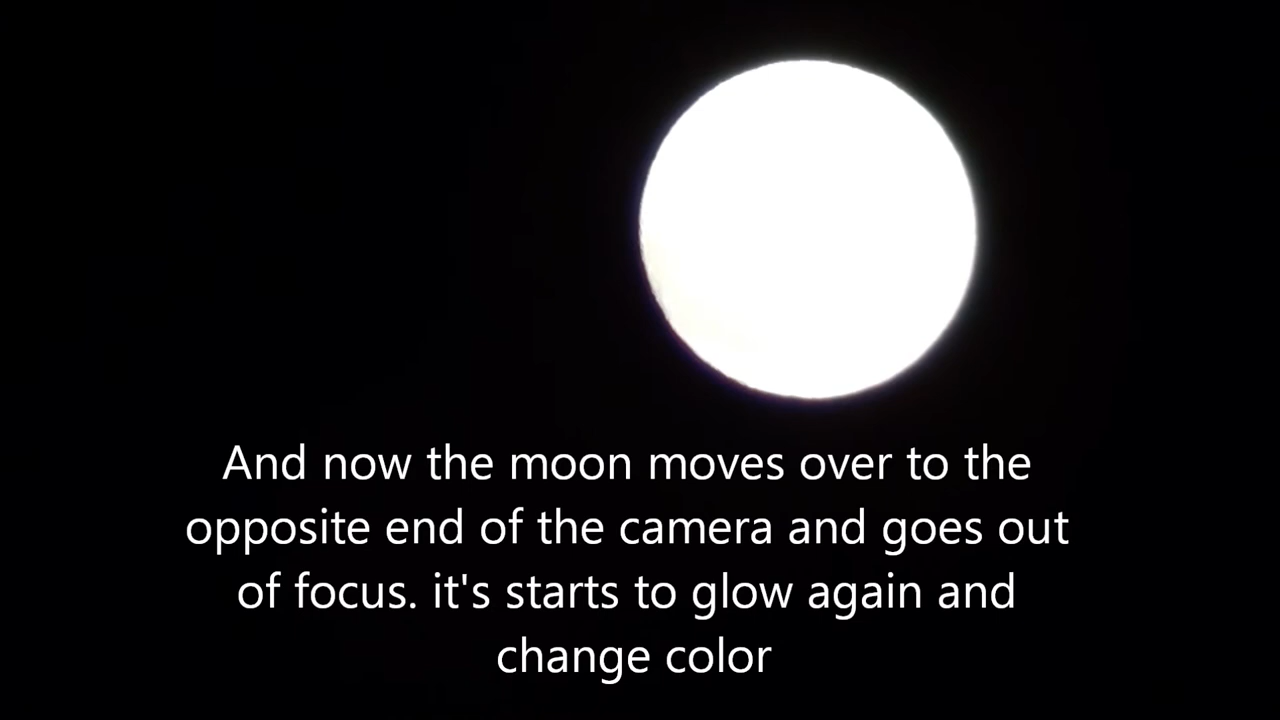 And now the moon moves over to the
opposite end of the camera and goes out
of focus. it's starts to glow again and
change color